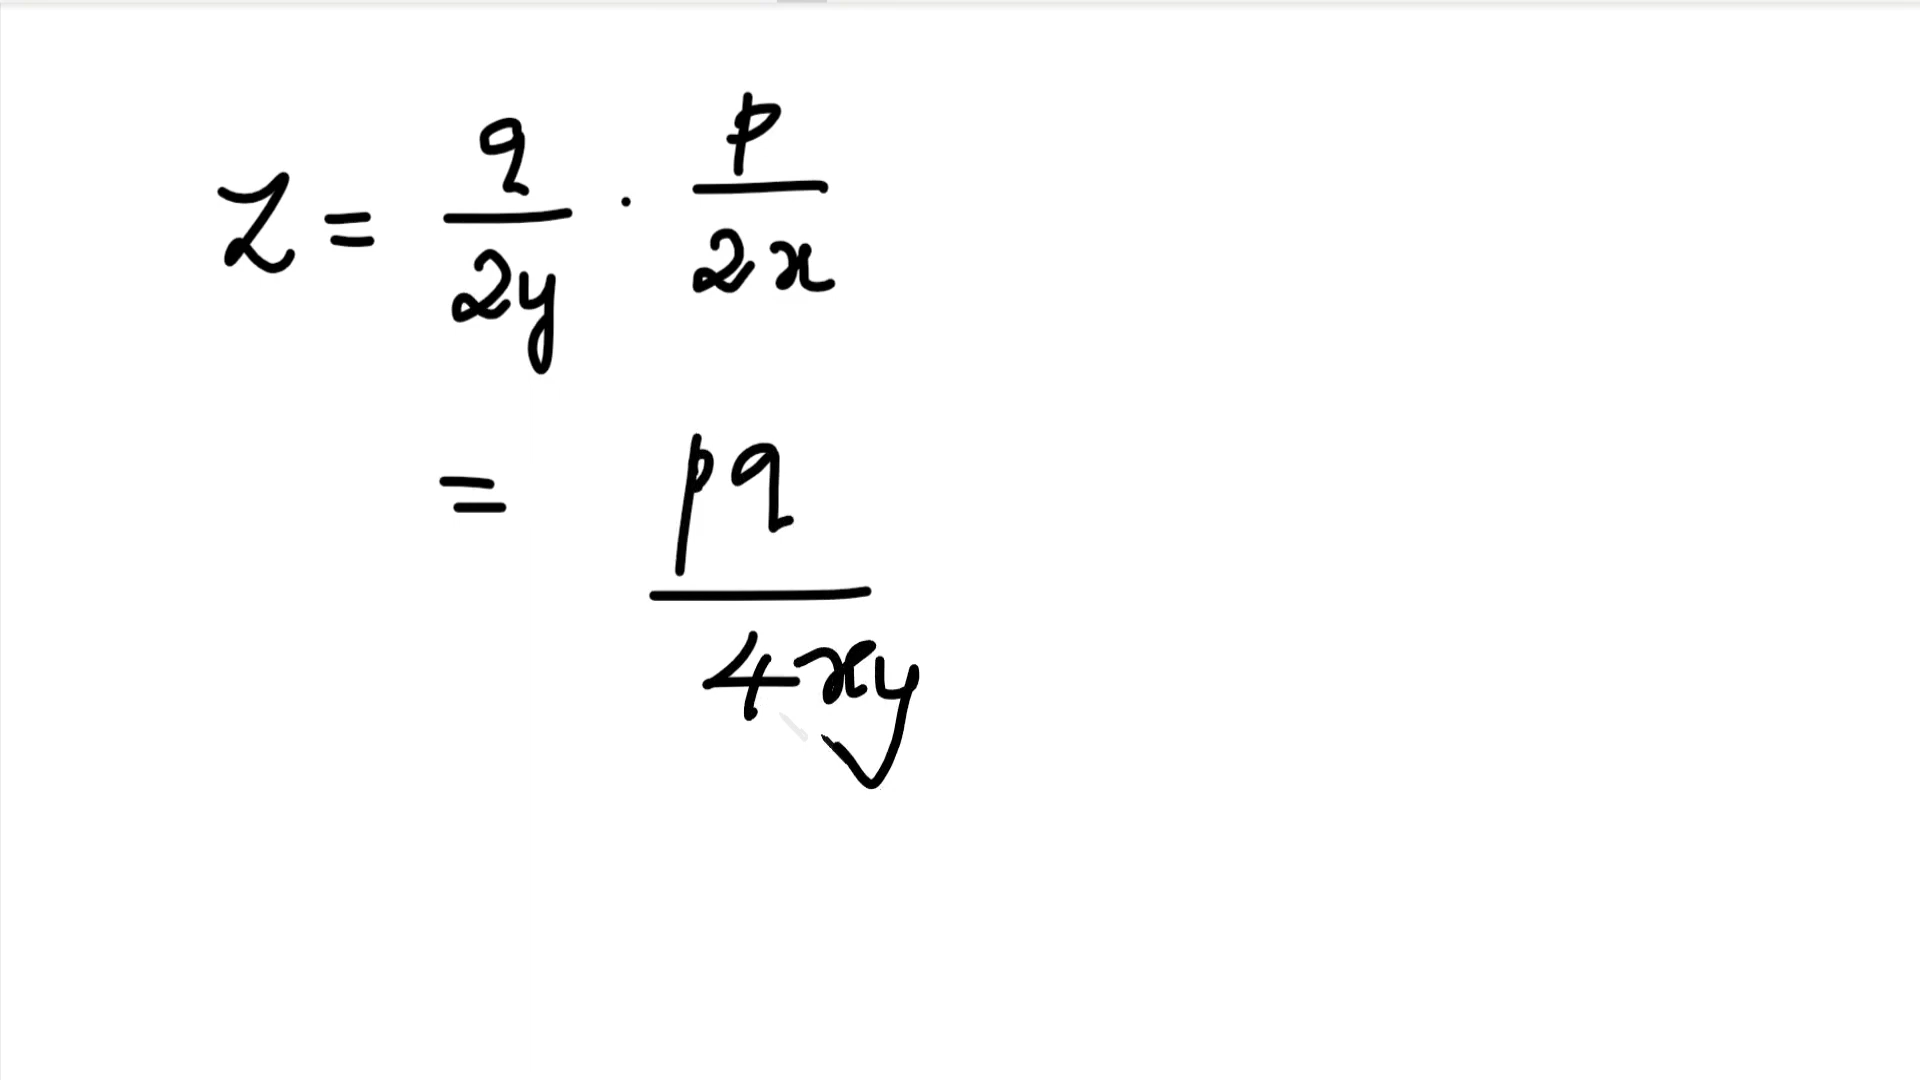 Z = q/2y · p/2x
= pq/4xy